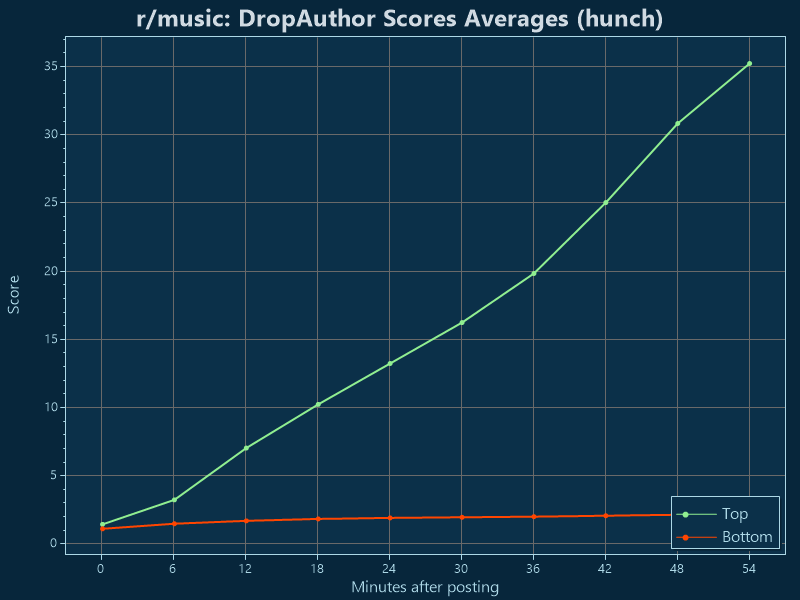 r/music: DropAuthor Scores Averages (hunch)
35
30
25
20
15
10
5
0
Score
Top
Bottom
0 6 12 18 24 30 36 42 48 54
Minutes after posting